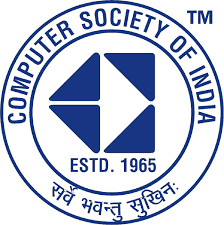 COMPUTER SOCIETY OF INDIA
TM
ESTD. 1965
सर्वे भवन्तु सुखिनः